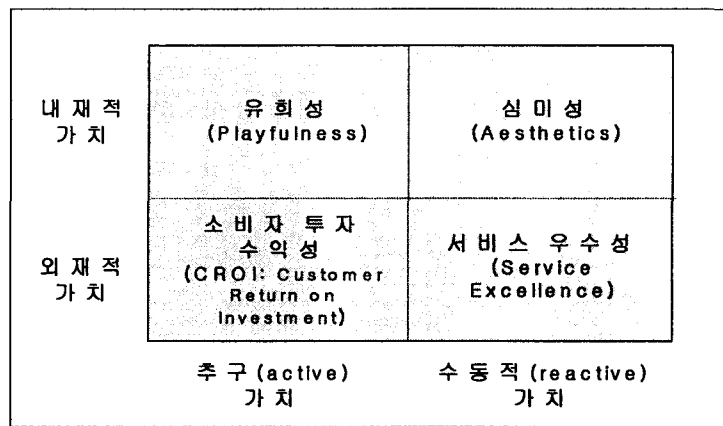 내 재 적
가 치
유 희 성
(Playfulness)
심 미 성
(Aesthetics)
외 재 적
가 치
소 비 자 투 자
수 익 성
(CROI: Customer
Return on
Investment)
서 비 스 우 수 성
(Service
Excellence)
추 구 (active)
가 치
수 동 적 (reactive)
가 치